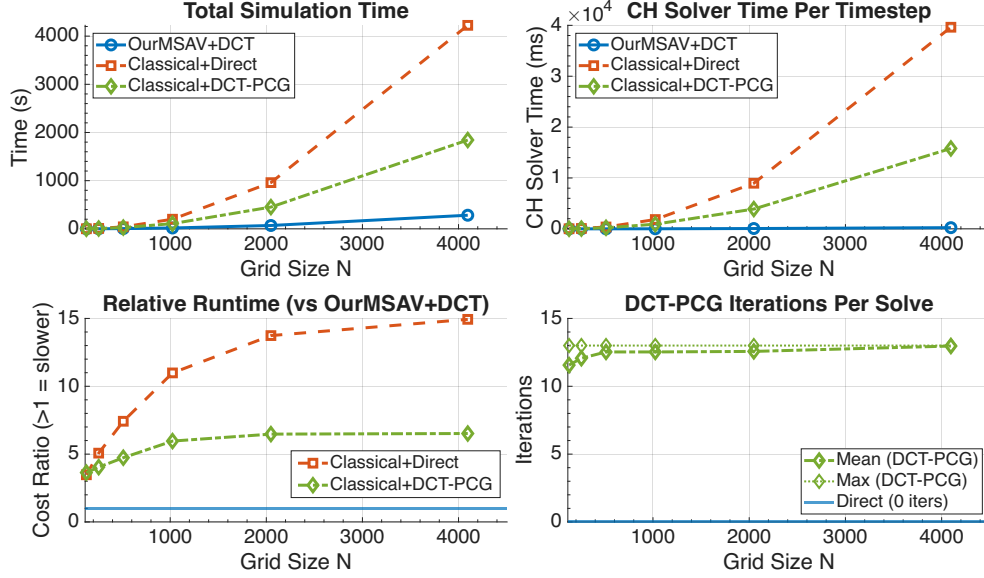 Total Simulation Time
4000
2000
1000
0
Time (s)
OurMSAV+DCT
Classical+Direct
Classical+DCT-PCG
1000 2000 3000 4000
Grid Size N
CH Solver Time Per Timestep
×10⁴
4
3
2
1
0
CH Solver Time (ms)
OurMSAV+DCT
Classical+Direct
Classical+DCT-PCG
1000 2000 3000 4000
Grid Size N
Relative Runtime (vs OurMSAV+DCT)
15
10
5
0
Cost Ratio (>1 = slower)
Classical+Direct
Classical+DCT-PCG
1000 2000 3000 4000
Grid Size N
DCT-PCG Iterations Per Solve
15
10
5
0
Iterations
Mean (DCT-PCG)
Max (DCT-PCG)
Direct (0 iters)
1000 2000 3000 4000
Grid Size N